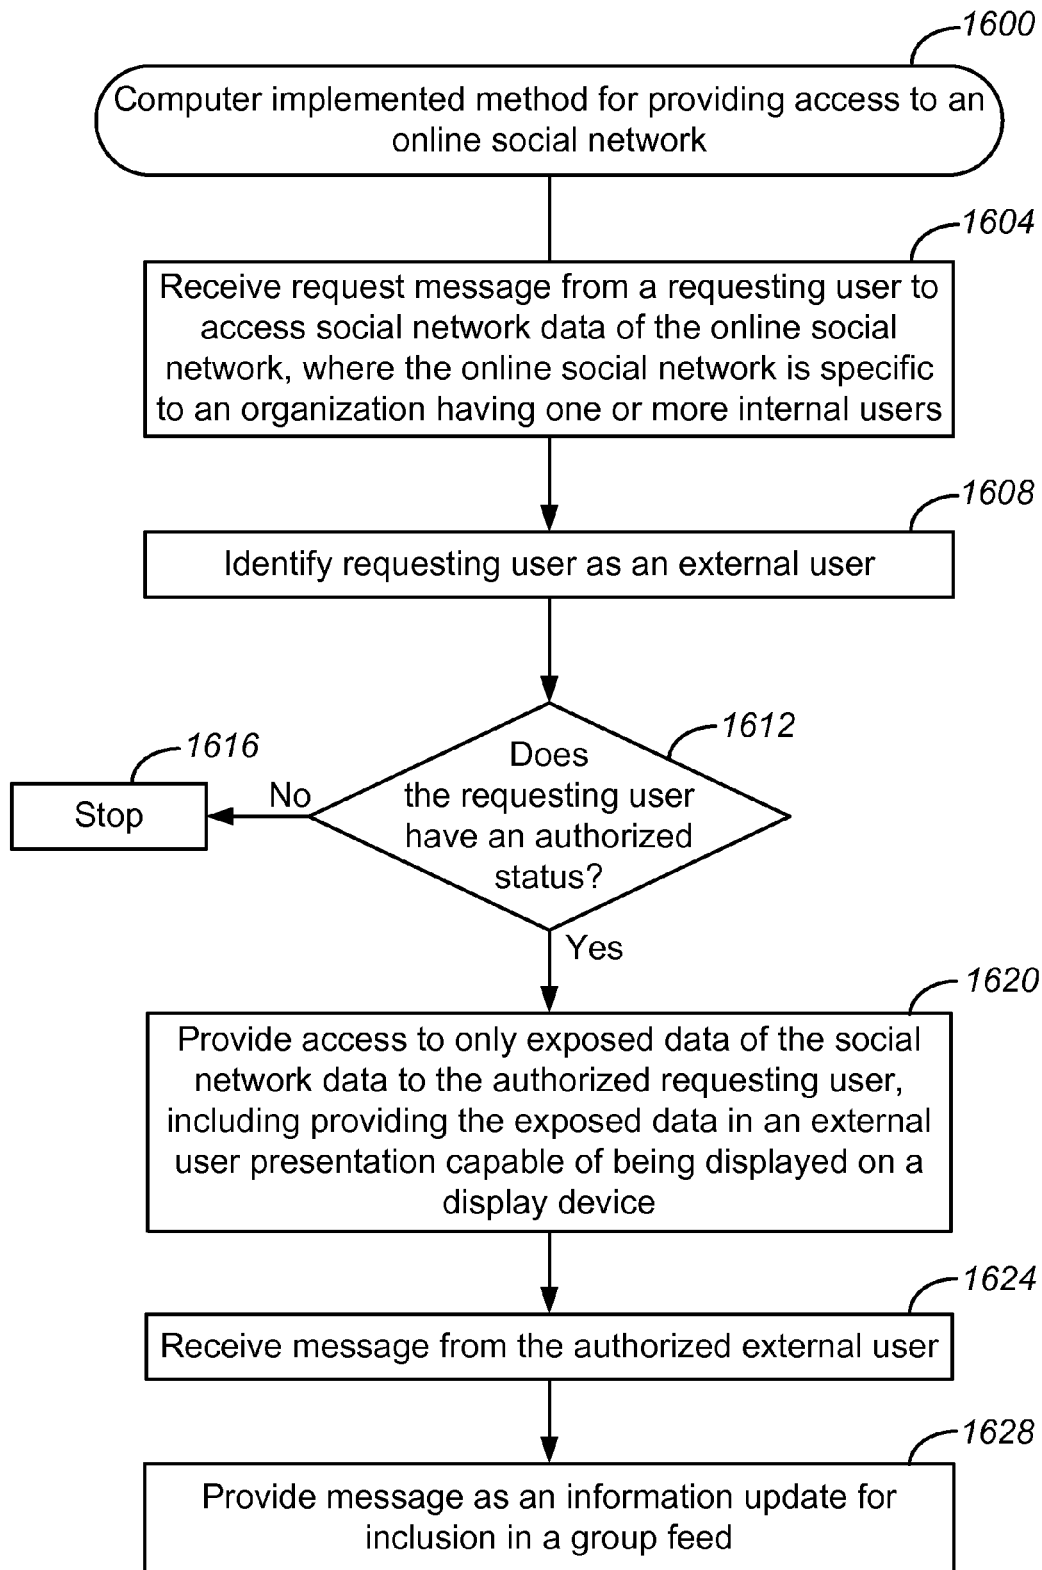 1600
Computer implemented method for providing access to an
online social network
1604
Receive request message from a requesting user to
access social network data of the online social
network, where the online social network is specific
to an organization having one or more internal users
1608
Identify requesting user as an external user
1612
Does
the requesting user
have an authorized
status?
1616
No
Stop
Yes
1620
Provide access to only exposed data of the social
network data to the authorized requesting user,
including providing the exposed data in an external
user presentation capable of being displayed on a
display device
1624
Receive message from the authorized external user
1628
Provide message as an information update for
inclusion in a group feed